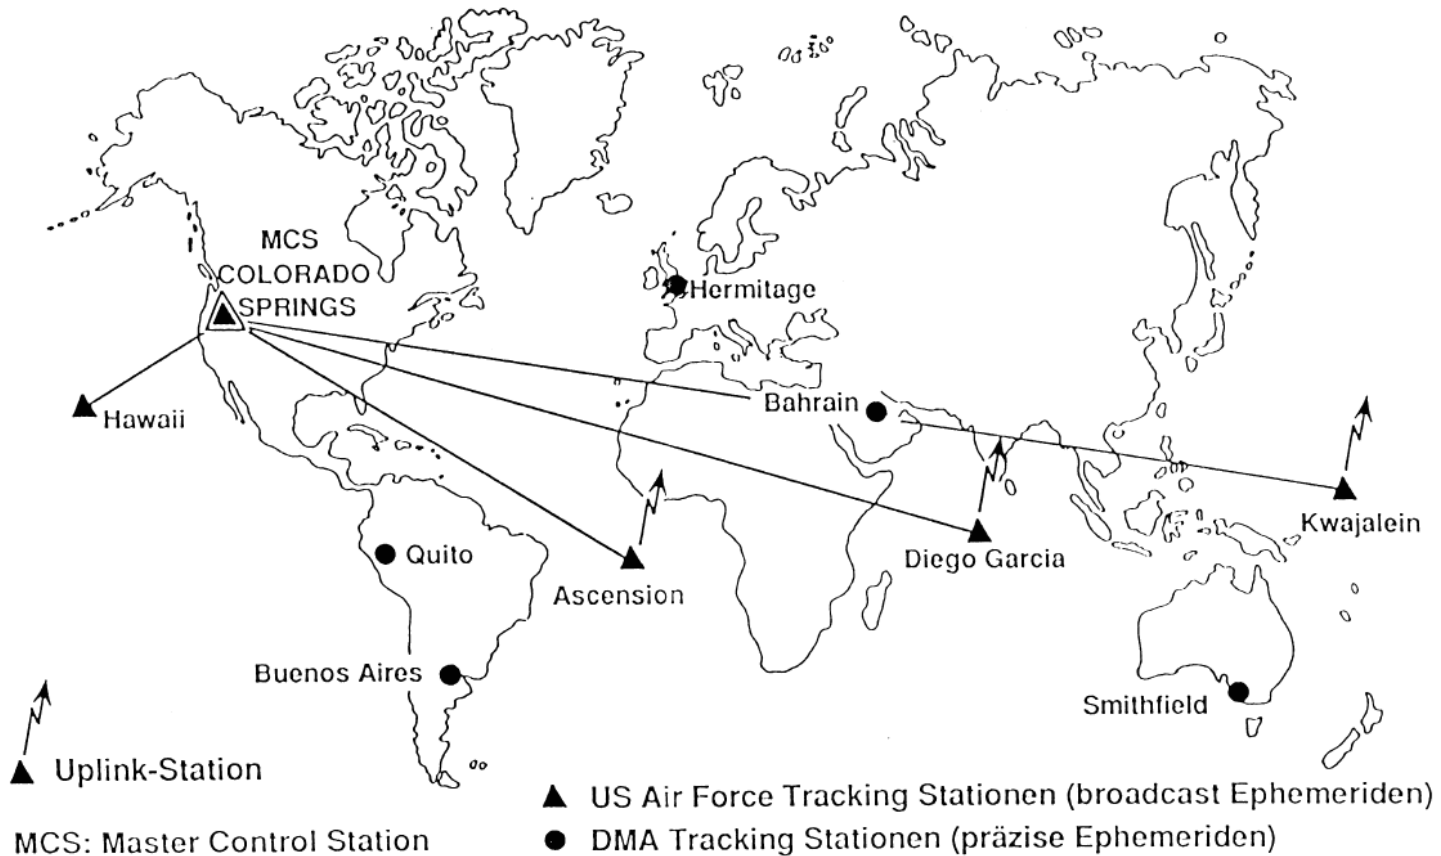 MCS
COLORADO
SPRINGS
Hermitage
Hawaii
Bahrain
Kwajalein
Quito
Diego Garcia
Ascension
Buenos Aires
Smithfield
Uplink-Station
US Air Force Tracking Stationen (broadcast Ephemeriden)
MCS: Master Control Station
DMA Tracking Stationen (präzise Ephemeriden)